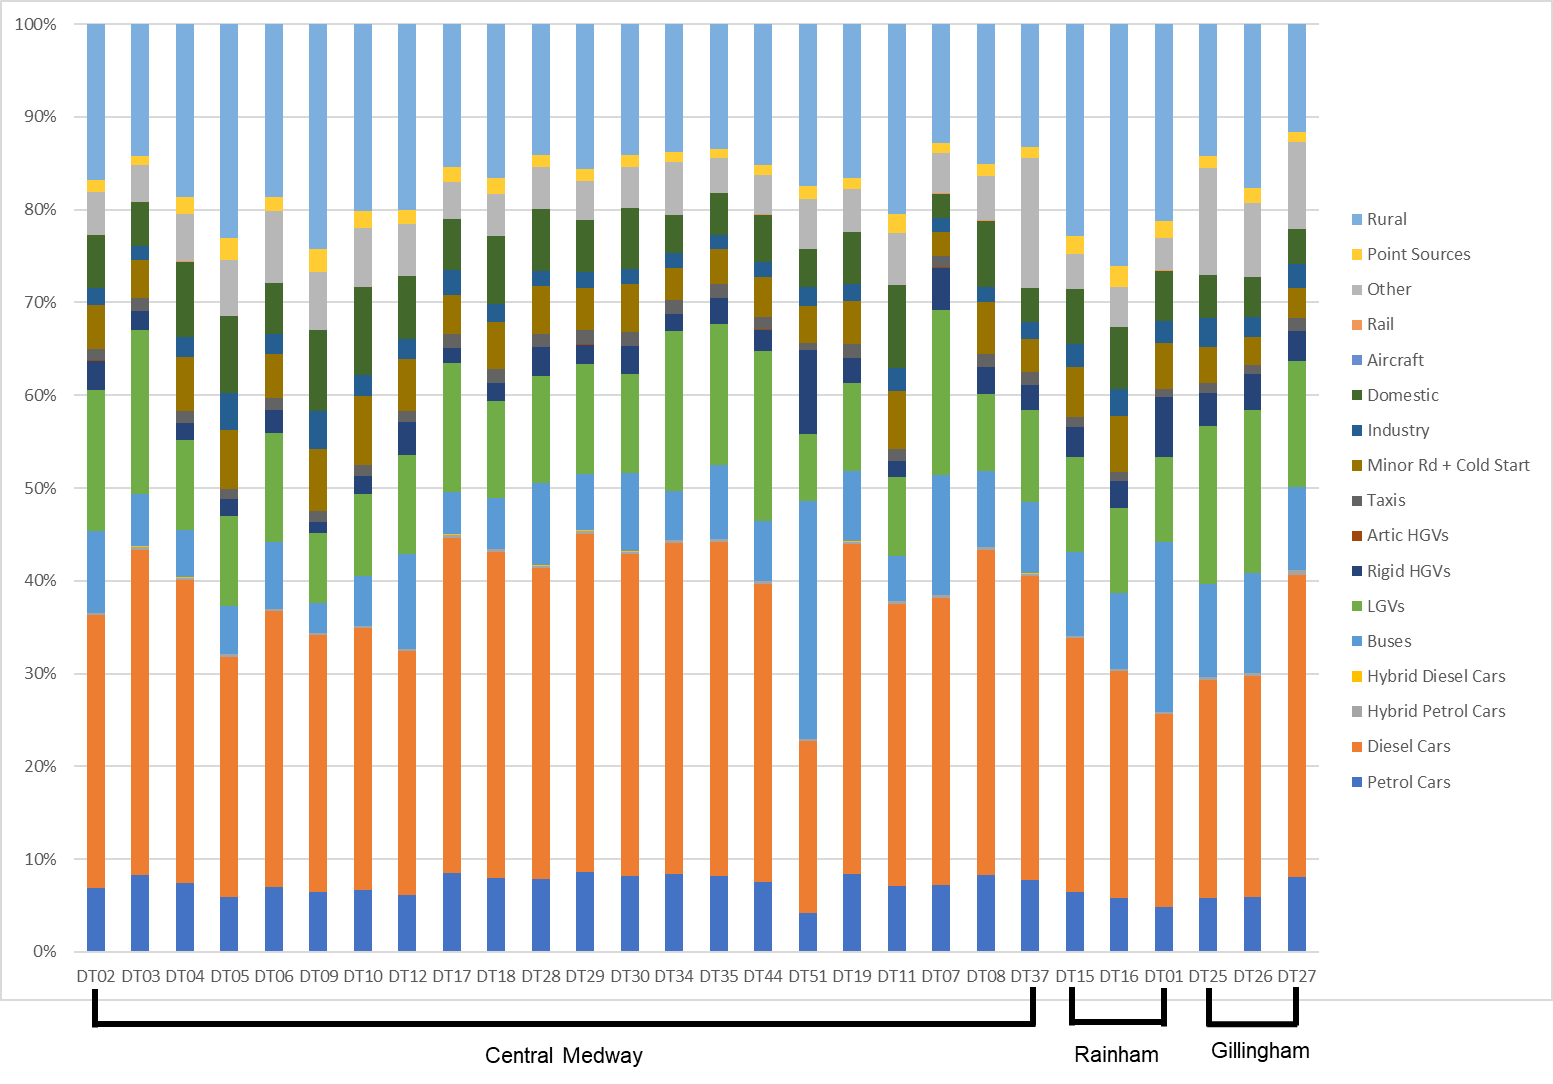 100%
90%
80%
70%
60%
50%
40%
30%
20%
10%
0%
Rural
Point Sources
Other
Rail
Aircraft
Domestic
Industry
Minor Rd + Cold Start
Taxis
Artic HGVs
Rigid HGVs
LGVs
Buses
Hybrid Diesel Cars
Hybrid Petrol Cars
Diesel Cars
Petrol Cars
DT02 DT03 DT04 DT05 DT06 DT09 DT10 DT12 DT17 DT18 DT28 DT29 DT30 DT34 DT35 DT44 DT51 DT19 DT11 DT07 DT08 DT37 DT15 DT16 DT01 DT25 DT26 DT27
Central Medway Rainham Gillingham